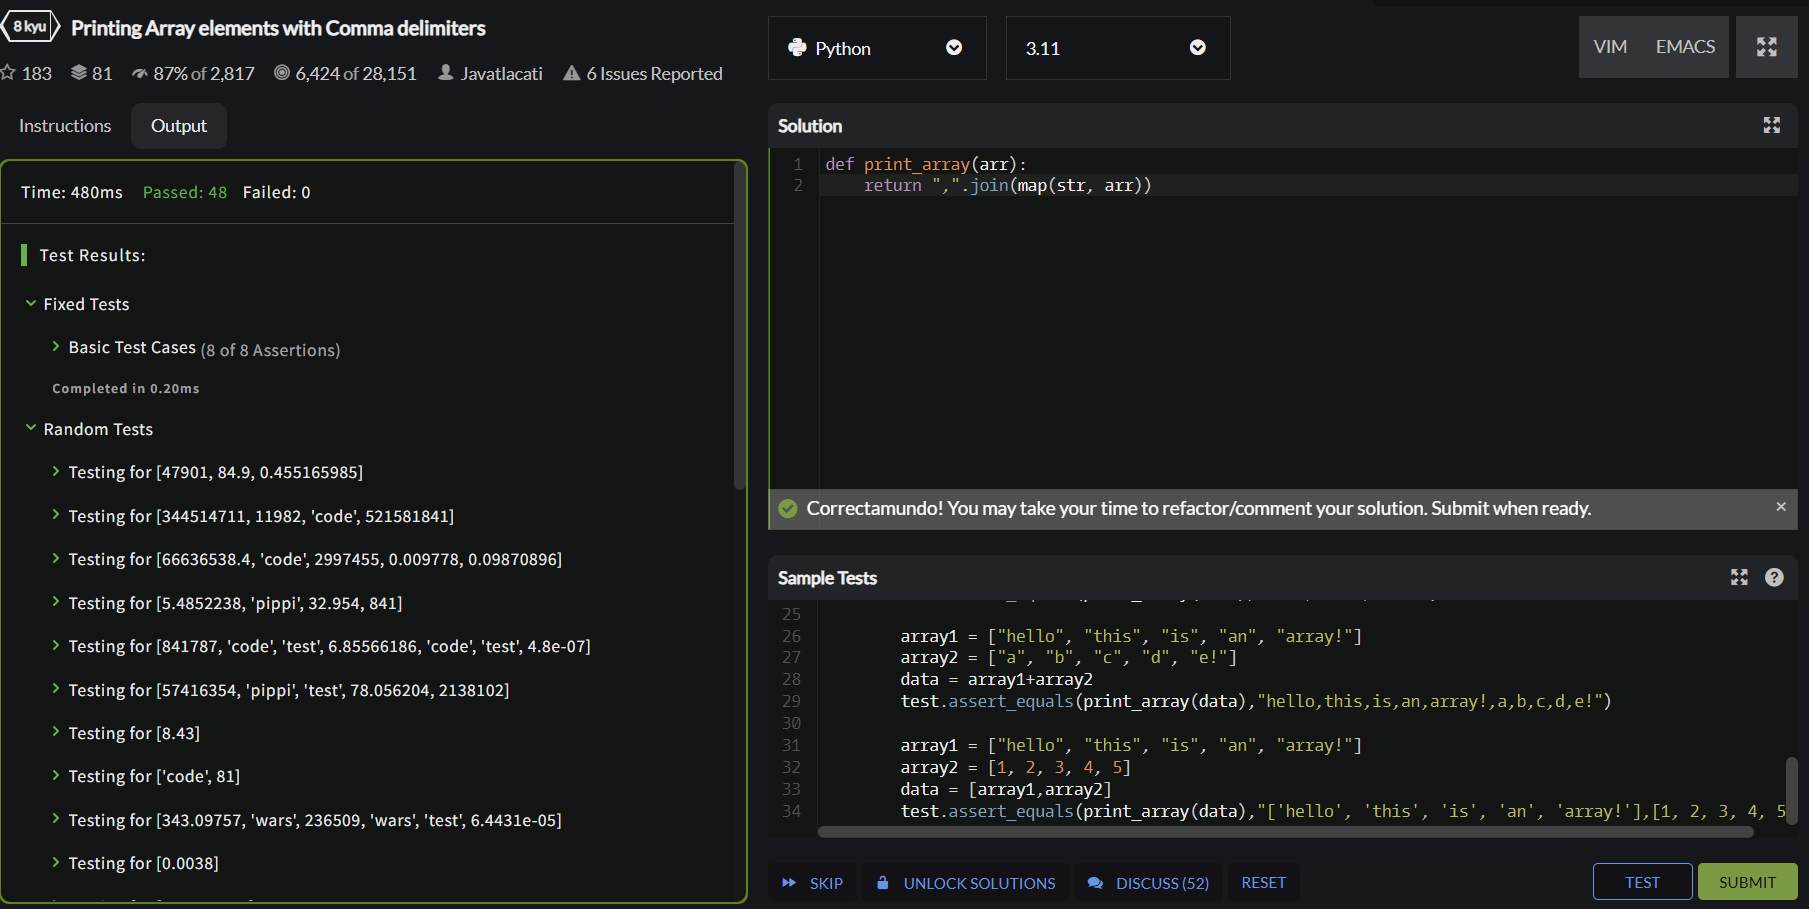 8 kyu Printing Array elements with Comma delimiters
183 81 87% of 2,817 6,424 of 28,151 Javatlacati 6 Issues Reported
Instructions Output
Time: 480ms Passed: 48 Failed: 0
Test Results:
Fixed Tests
Basic Test Cases (8 of 8 Assertions)
Completed in 0.20ms
Random Tests
Testing for [47901, 84.9, 0.455165985]
Testing for [344514711, 11982, 'code', 521581841]
Testing for [66636538.4, 'code', 2997455, 0.009778, 0.09870896]
Testing for [5.4852238, 'pippi', 32.954, 841]
Testing for [841787, 'code', 'test', 6.85566186, 'code', 'test', 4.8e-07]
Testing for [57416354, 'pippi', 'test', 78.056204, 2138102]
Testing for [8.43]
Testing for ['code', 81]
Testing for [343.09757, 'wars', 236509, 'wars', 'test', 6.4431e-05]
Testing for [0.0038]
Python 3.11 VIM EMACS
Solution
1 def print_array(arr):
2 return ",".join(map(str, arr))
Correctamundo! You may take your time to refactor/comment your solution. Submit when ready. ×
Sample Tests ?
25
26 array1 = ["hello", "this", "is", "an", "array!"]
27 array2 = ["a", "b", "c", "d", "e!"]
28 data = array1+array2
29 test.assert_equals(print_array(data),"hello,this,is,an,array!,a,b,c,d,e!")
30
31 array1 = ["hello", "this", "is", "an", "array!"]
32 array2 = [1, 2, 3, 4, 5]
33 data = [array1,array2]
34 test.assert_equals(print_array(data),"['hello', 'this', 'is', 'an', 'array!'],[1, 2, 3, 4, 5
SKIP UNLOCK SOLUTIONS DISCUSS (52) RESET TEST SUBMIT